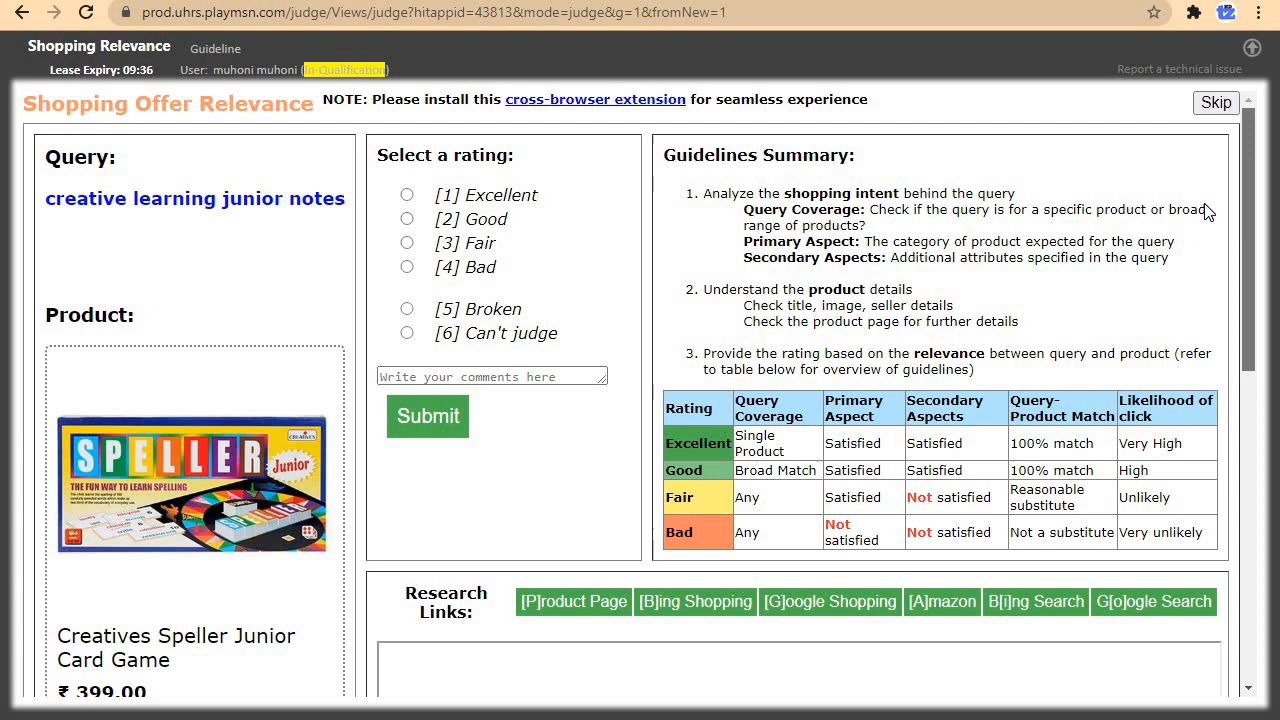 prod.uhrs.playmsn.com/judge/Views/judge?hitappid=43813&mode=judge&g=1&fromNew=1
Shopping Relevance Guideline
Lease Expiry: 09:36 User: muhoni muhoni (In-Qualification) Report a technical issue
Shopping Offer Relevance NOTE: Please install this cross-browser extension for seamless experience Skip
Query:
creative learning junior notes
Product:
SPELLER
Junior
CREATIVE'S
THE FUN WAY TO LEARN SPELLING
SPELLER
Creatives Speller Junior
Card Game
₹ 399.00
Select a rating:
[1] Excellent
[2] Good
[3] Fair
[4] Bad
[5] Broken
[6] Can't judge
Write your comments here
Submit
Guidelines Summary:
1. Analyze the shopping intent behind the query
Query Coverage: Check if the query is for a specific product or broad
range of products?
Primary Aspect: The category of product expected for the query
Secondary Aspects: Additional attributes specified in the query
2. Understand the product details
Check title, image, seller details
Check the product page for further details
3. Provide the rating based on the relevance between query and product (refer
to table below for overview of guidelines)
Rating Query Coverage Primary Aspect Secondary Aspects Query-Product Match Likelihood of click
Excellent Single Product Satisfied Satisfied 100% match Very High
Good Broad Match Satisfied Satisfied 100% match High
Fair Any Satisfied Not satisfied Reasonable substitute Unlikely
Bad Any Not satisfied Not satisfied Not a substitute Very unlikely
Research
Links:
[P]roduct Page [B]ing Shopping [G]oogle Shopping [A]mazon B[i]ng Search G[o]ogle Search